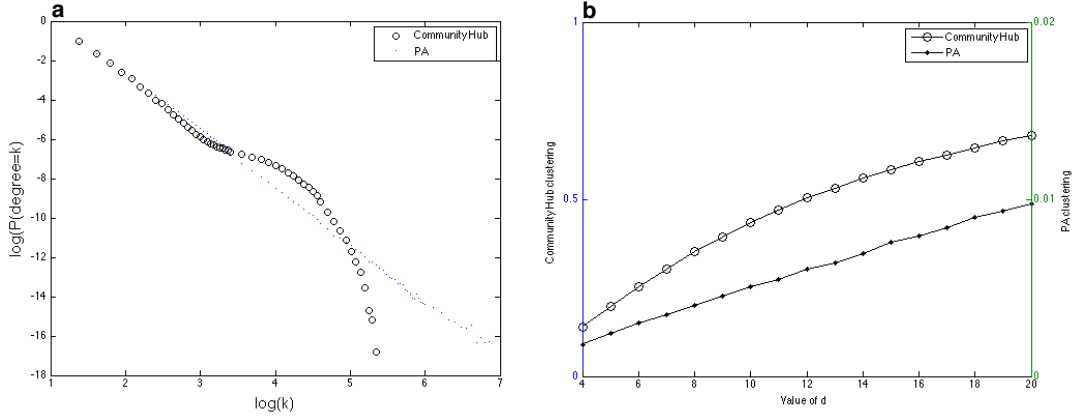 a
0
-2
-4
-6
-8
-10
-12
-14
-16
-18
1
2
3
4
5
6
7
log(P(degree=k)
log(k)
CommunityHub
PA
b
1
0.5
0
0.02
0.01
0
4
6
8
10
12
14
16
18
20
CommunityHub clustering
PA clustering
Value of d
CommunityHub
PA